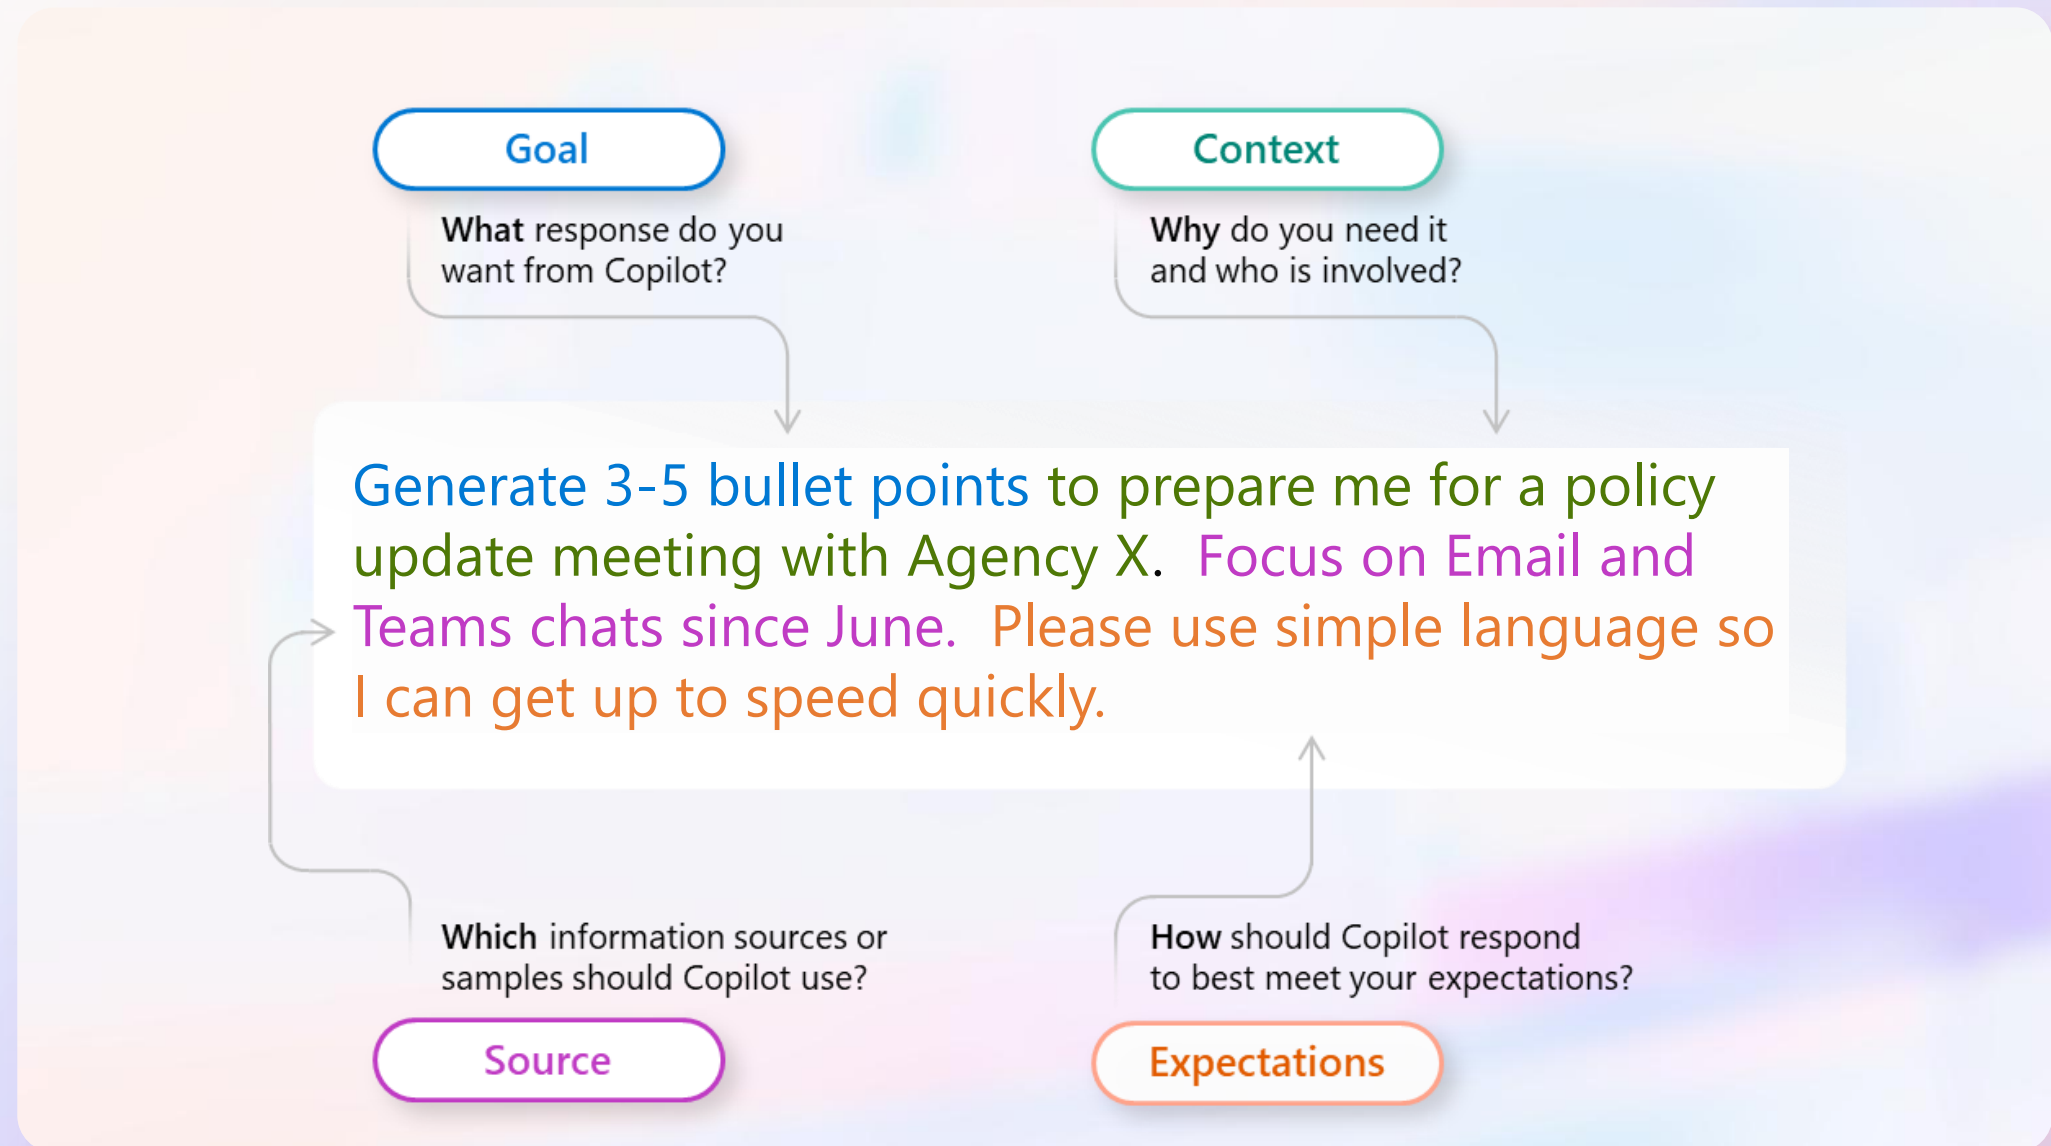 Goal
What response do you
want from Copilot?
Context
Why do you need it
and who is involved?
Generate 3-5 bullet points to prepare me for a policy
update meeting with Agency X.  Focus on Email and
Teams chats since June.  Please use simple language so
I can get up to speed quickly.
Which information sources or
samples should Copilot use?
Source
How should Copilot respond
to best meet your expectations?
Expectations